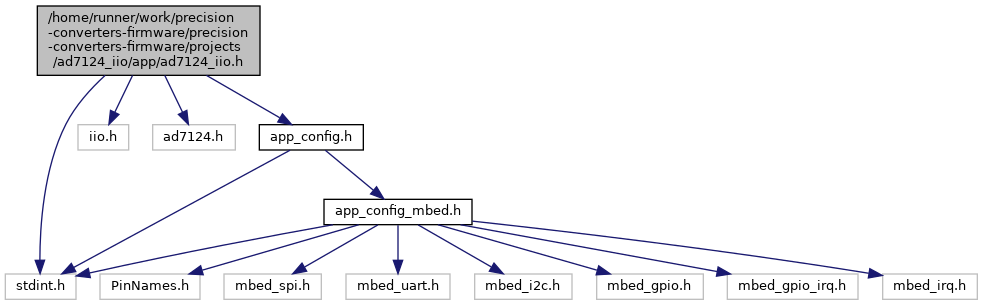 /home/runner/work/precision
-converters-firmware/precision
-converters-firmware/projects
/ad7124_iio/app/ad7124_iio.h
iio.h
ad7124.h
app_config.h
app_config_mbed.h
stdint.h
PinNames.h
mbed_spi.h
mbed_uart.h
mbed_i2c.h
mbed_gpio.h
mbed_gpio_irq.h
mbed_irq.h